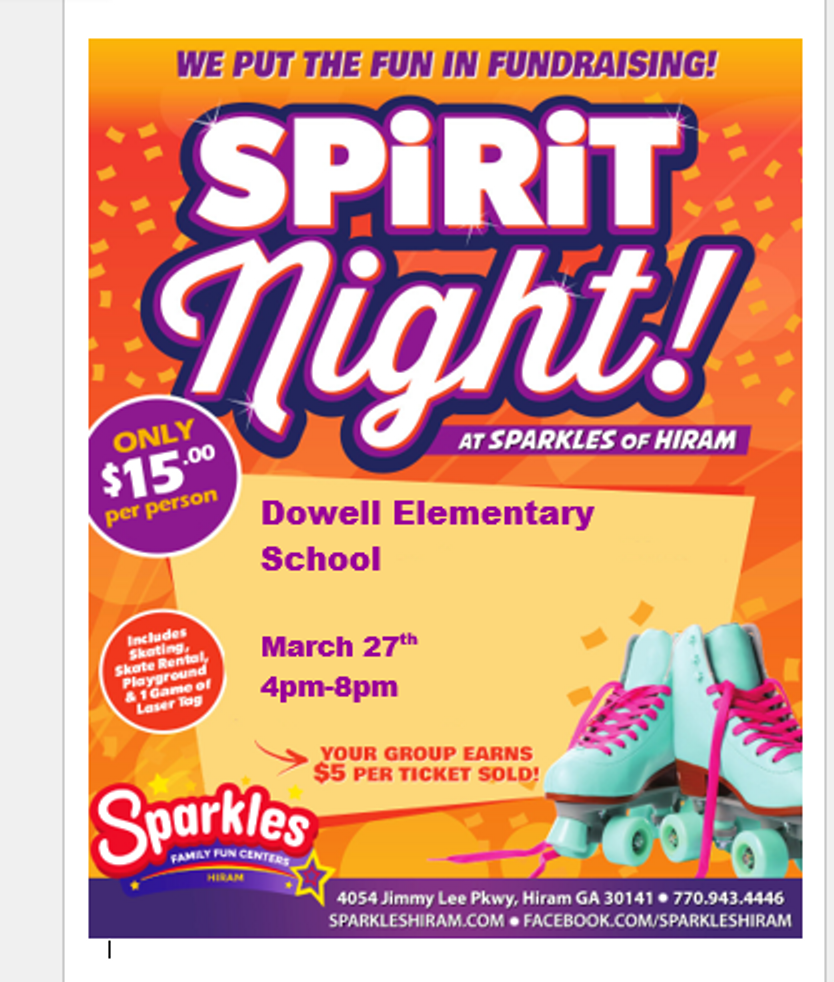 WE PUT THE FUN IN FUNDRAISING!
SPiRiT
Night!
AT SPARKLES OF HIRAM
ONLY
$15.00
per person
Dowell Elementary
School
March 27th
4pm-8pm
Includes
Skating,
Skate Rental,
Playground
& 1 Game of
Laser Tag
YOUR GROUP EARNS
$5 PER TICKET SOLD!
Sparkles
FAMILY FUN CENTERS
HIRAM
4054 Jimmy Lee Pkwy, Hiram GA 30141 • 770.943.4446
SPARKLESHIRAM.COM • FACEBOOK.COM/SPARKLESHIRAM